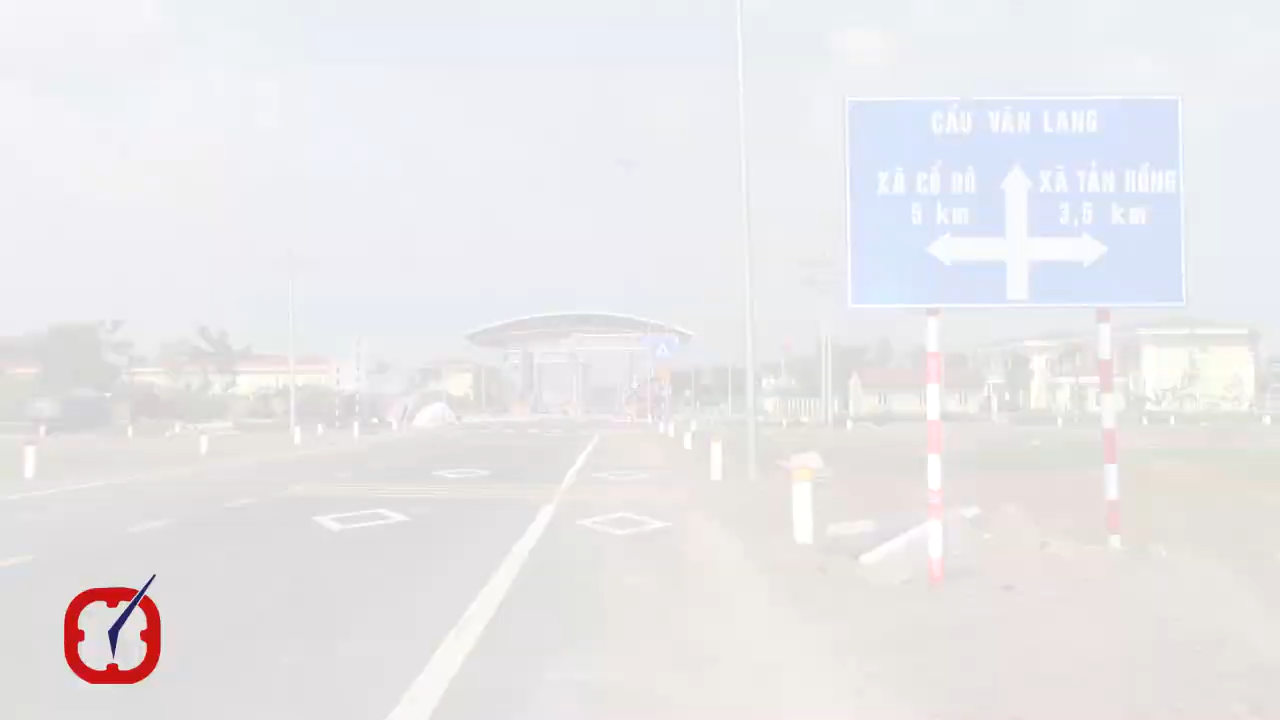 CẦU VĂN LANG
XÃ CỔ ĐÔ
XÃ TẢN HỒNG
5 km
3,5 km